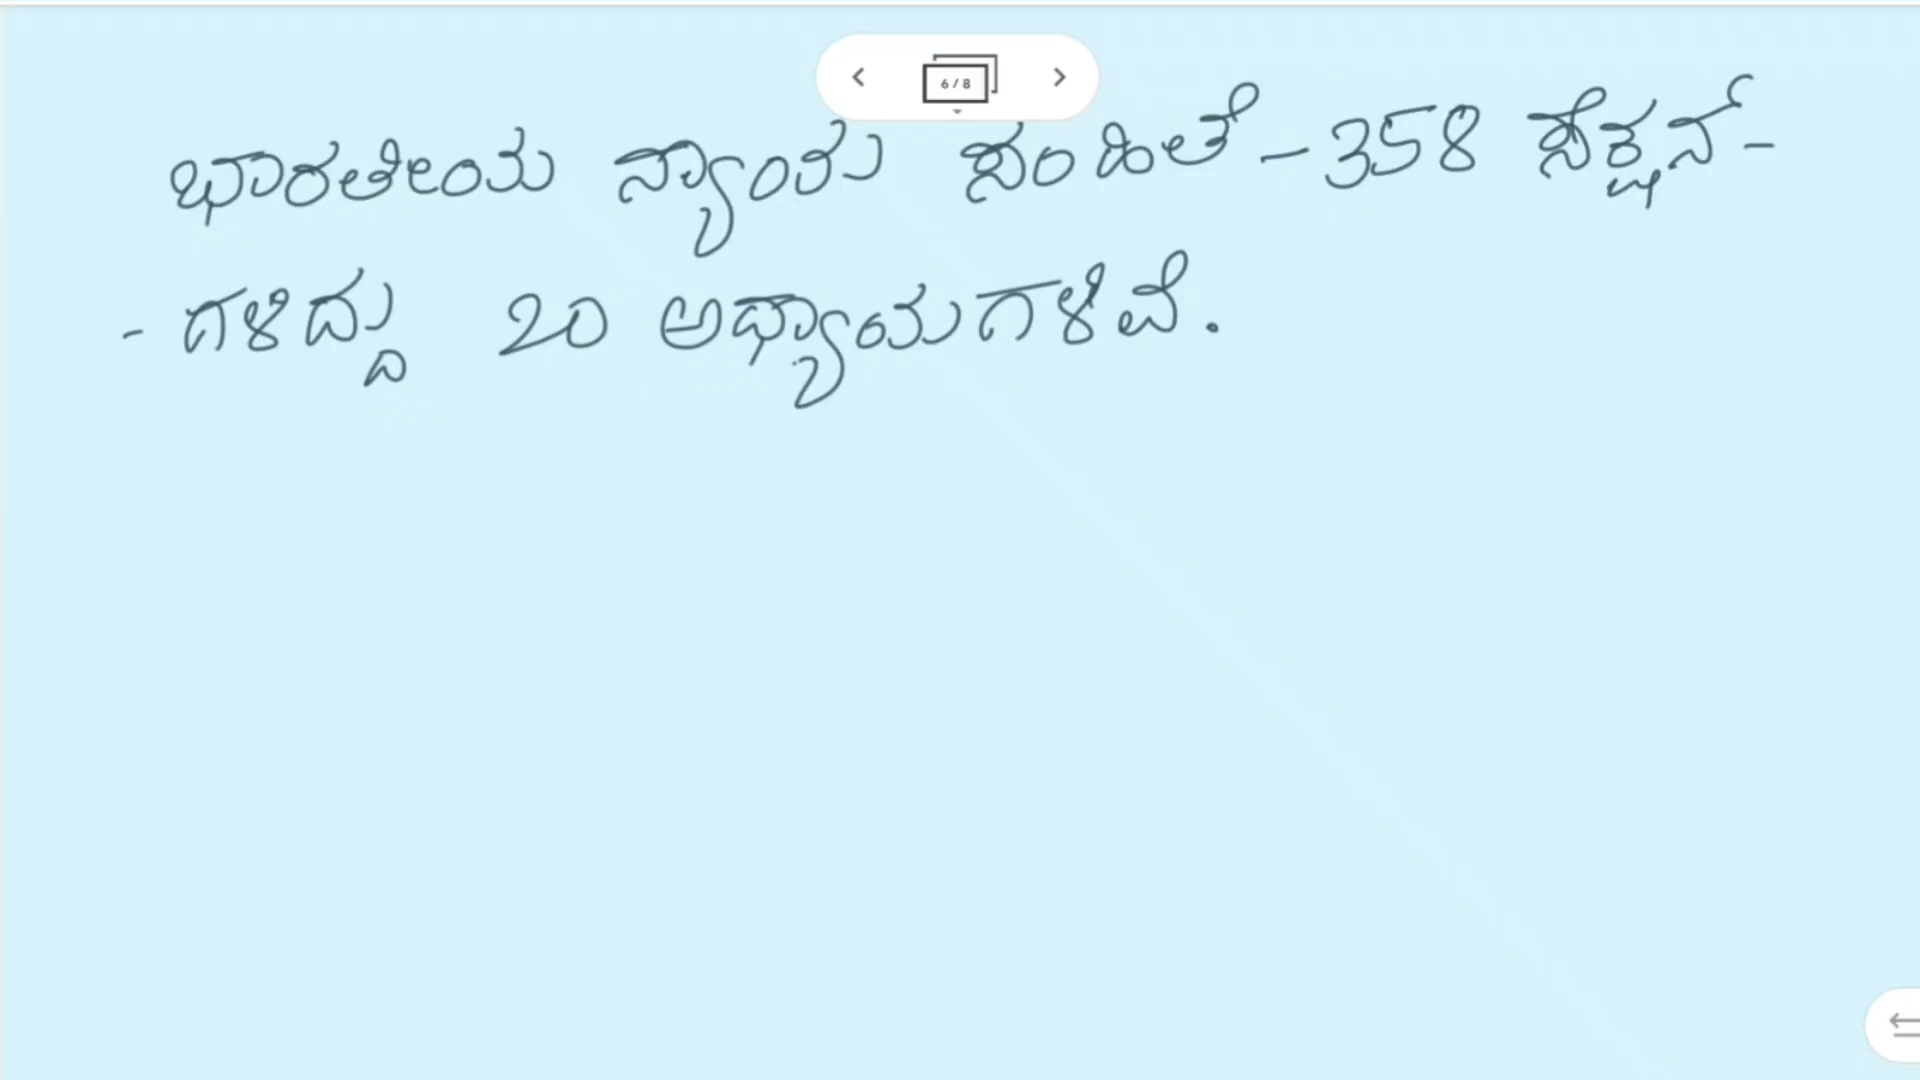 6 / 8
ಭಾರತೀಯ ನ್ಯಾಯ ಸಂಹಿತೆ - 358 ಸೆಕ್ಷನ್-
- ಗಳಿದ್ದು 20 ಅಧ್ಯಾಯಗಳಿವೆ.